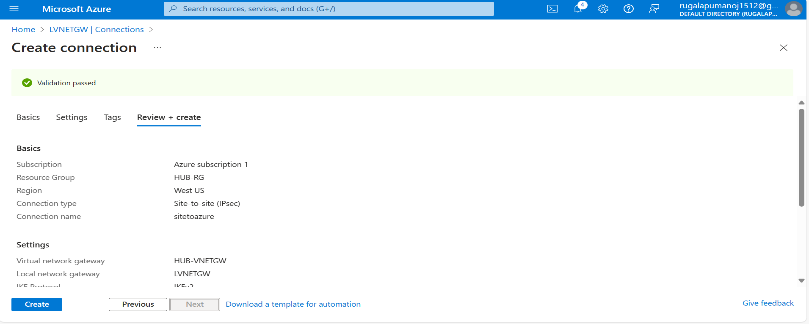 Microsoft Azure
Search resources, services, and docs (G+/)
4
rugalapumanoj1512@g...
DEFAULT DIRECTORY (RUGALAP...
Home > LVNETGW | Connections >
Create connection ...
Validation passed
Basics Settings Tags Review + create
Basics
Subscription Azure subscription 1
Resource Group HUB-RG
Region West US
Connection type Site-to-site (IPsec)
Connection name sitetoazure
Settings
Virtual network gateway HUB-VNETGW
Local network gateway LVNETGW
IKE Protocol IKEv2
Create Previous Next Download a template for automation Give feedback